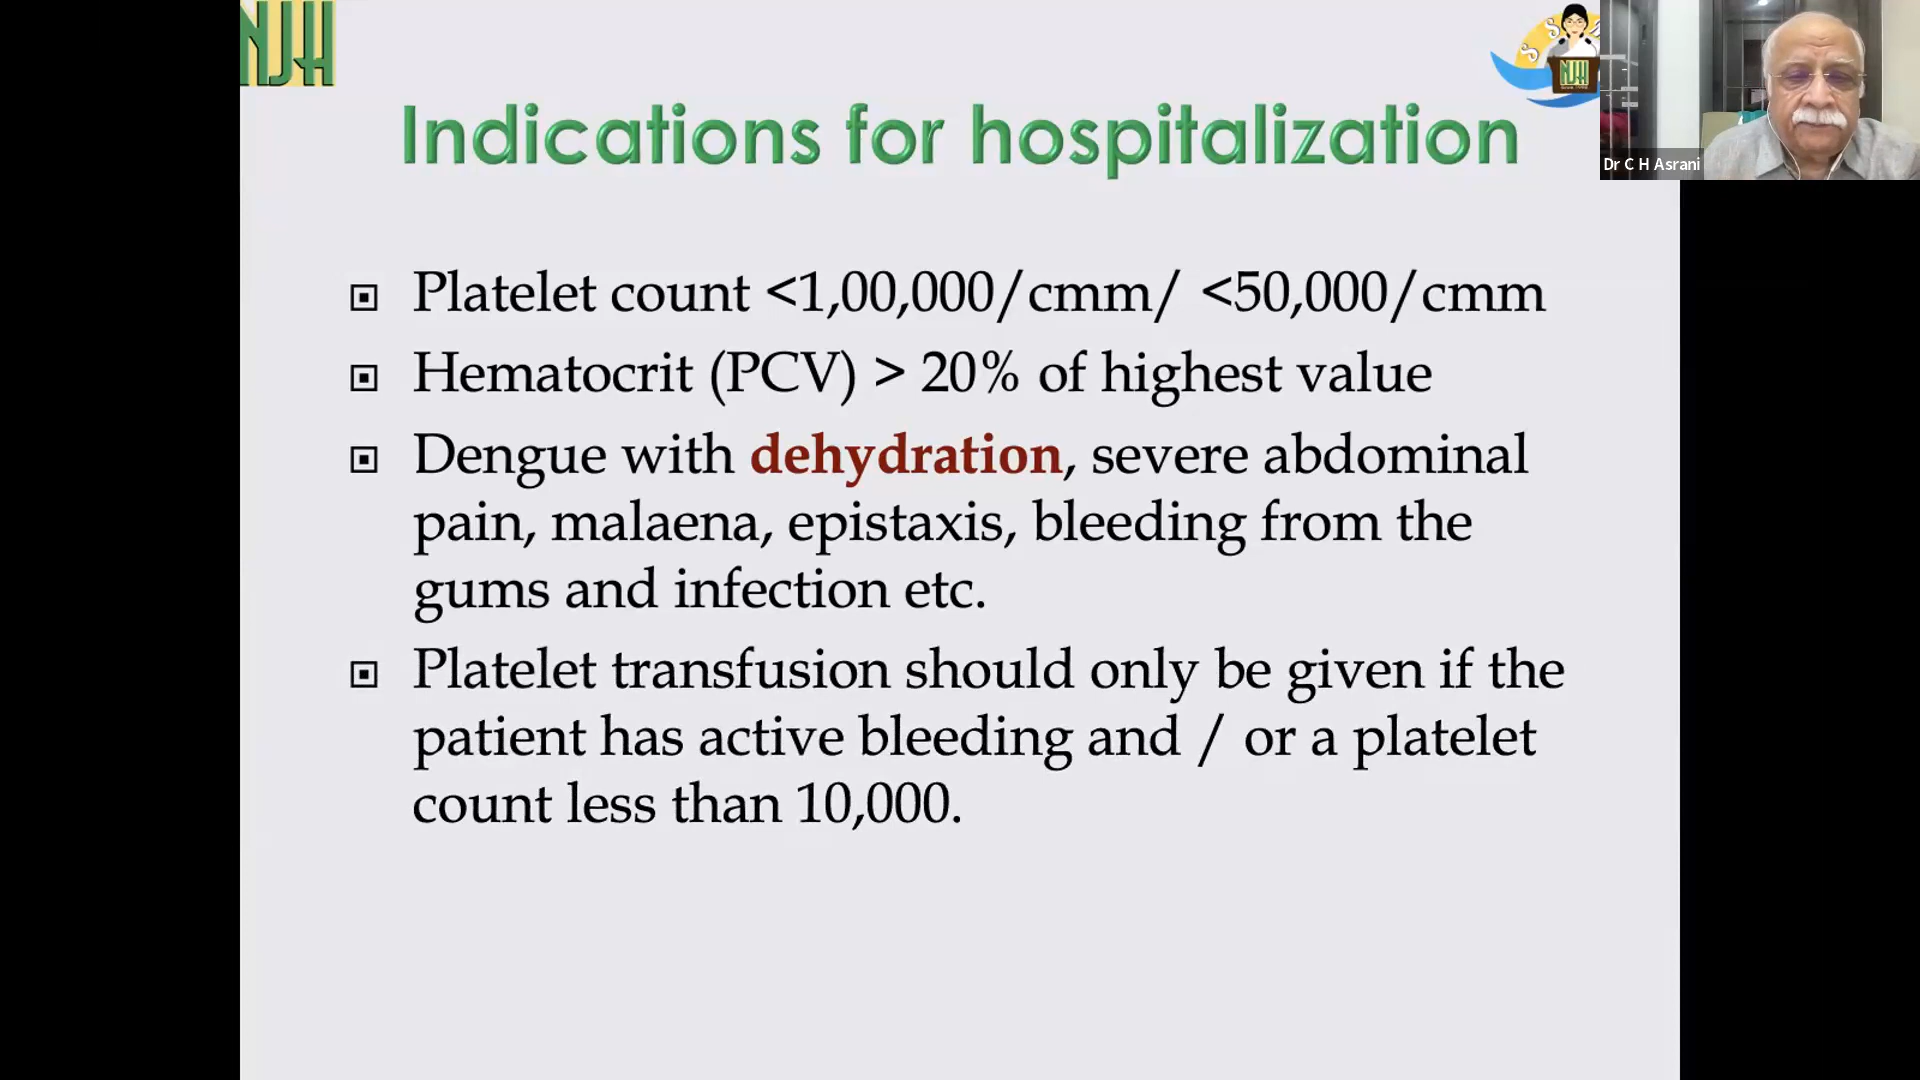 NJH
NJH
Dr C H Asrani
Indications for hospitalization
Platelet count <1,00,000/cmm/ <50,000/cmm
Hematocrit (PCV) > 20% of highest value
Dengue with dehydration, severe abdominal
pain, malaena, epistaxis, bleeding from the
gums and infection etc.
Platelet transfusion should only be given if the
patient has active bleeding and / or a platelet
count less than 10,000.